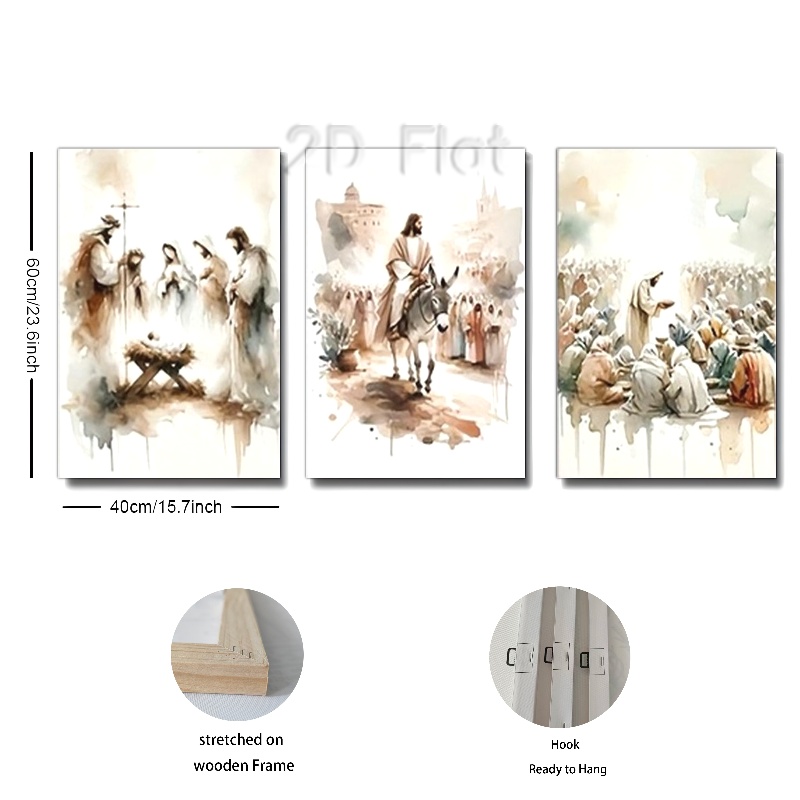 2D Flat
60cm/23.6inch
40cm/15.7inch
stretched on
wooden Frame
Hook
Ready to Hang